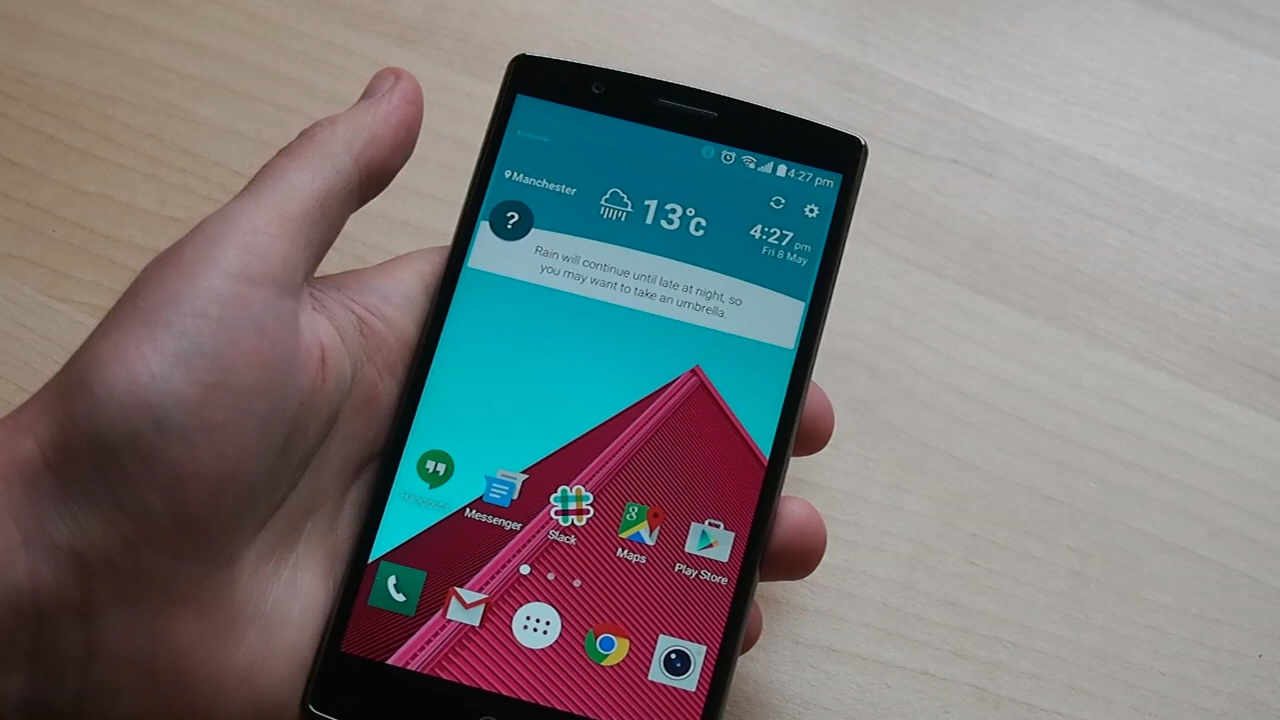 4:27 pm
Manchester
13°c
4:27 pm
Fri 8 May
?
Rain will continue until late at night, so
you may want to take an umbrella.
Hangouts
Messenger
Slack
Maps
Play Store